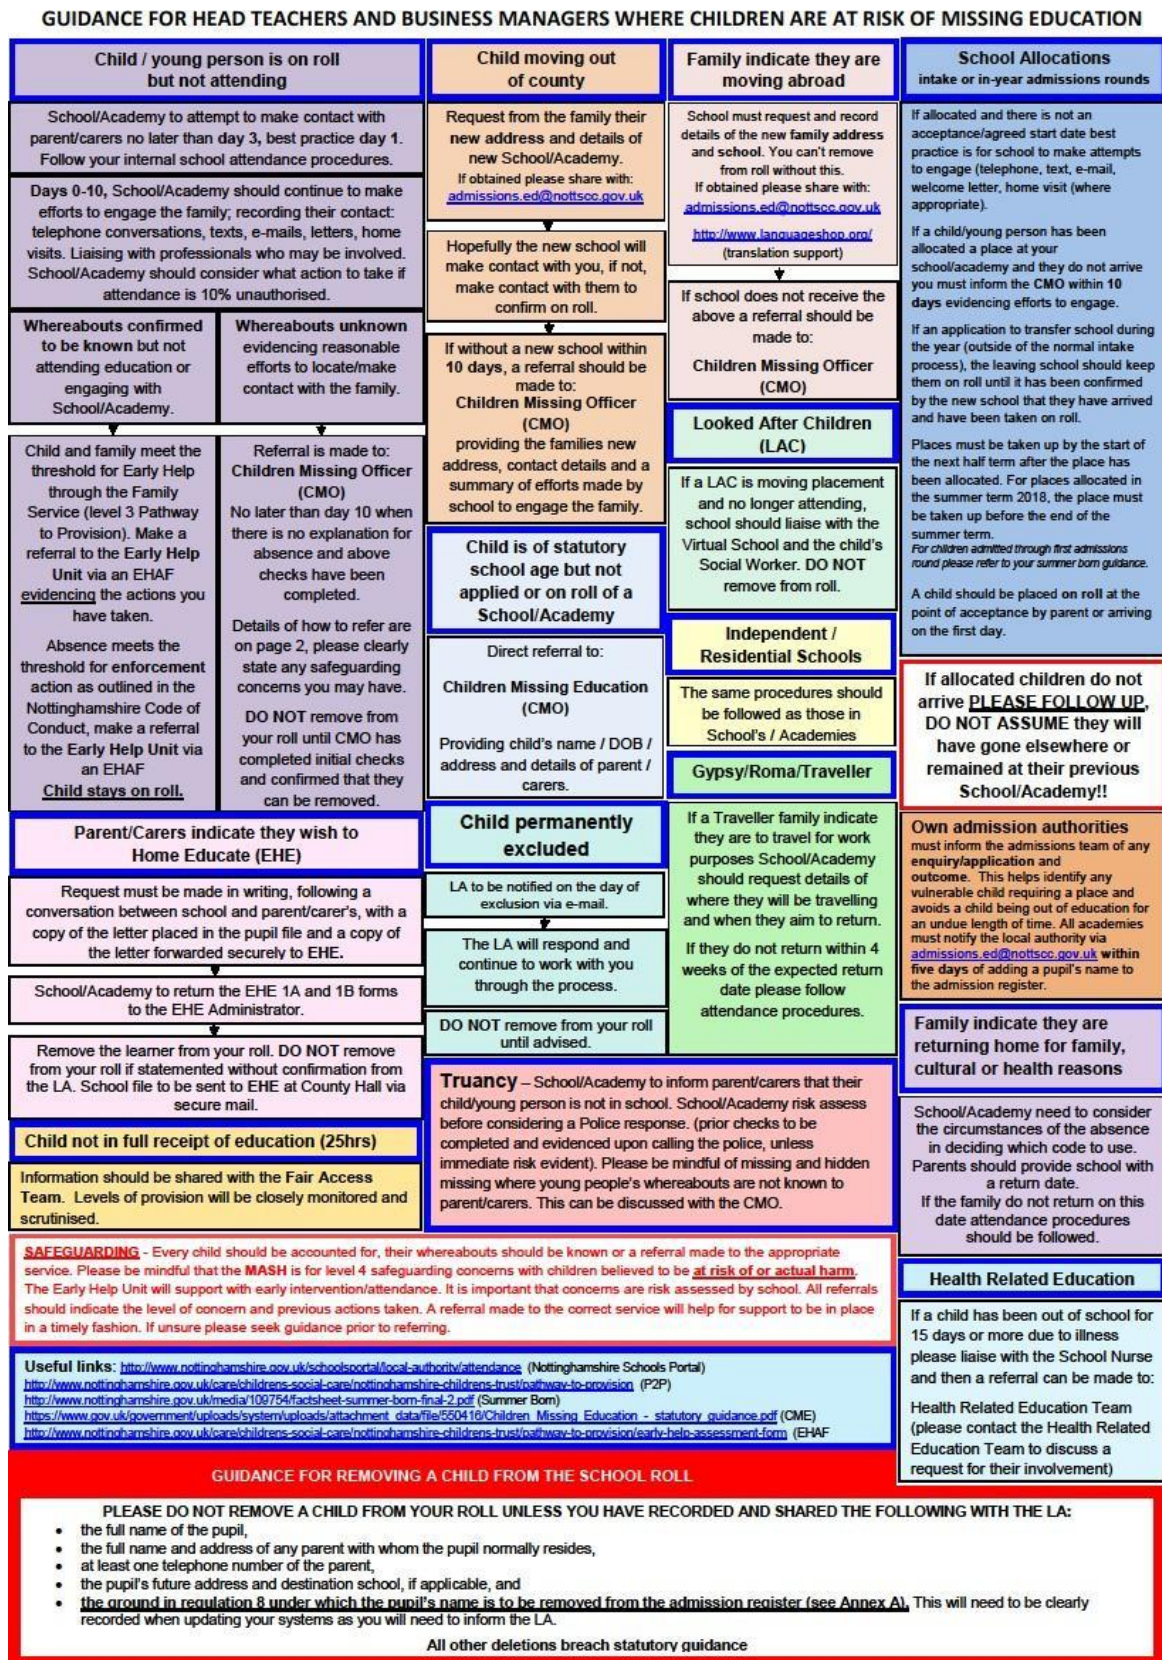 GUIDANCE FOR HEAD TEACHERS AND BUSINESS MANAGERS WHERE CHILDREN ARE AT RISK OF MISSING EDUCATION
Child / young person is on roll
but not attending
School/Academy to attempt to make contact with
parent/carers no later than day 3, best practice day 1.
Follow your internal school attendance procedures.
Days 0-10, School/Academy should continue to make
efforts to engage the family; recording their contact:
telephone conversations, texts, e-mails, letters, home
visits. Liaising with professionals who may be involved.
School/Academy should consider what action to take if
attendance is 10% unauthorised.
Whereabouts confirmed
to be known but not
attending education or
engaging with
School/Academy.
Child and family meet the
threshold for Early Help
through the Family
Service (level 3 Pathway
to Provision). Make a
referral to the Early Help
Unit via an EHAF
evidencing the actions you
have taken.
Absence meets the
threshold for enforcement
action as outlined in the
Nottinghamshire Code of
Conduct, make a referral
to the Early Help Unit via
an EHAF
Child stays on roll.
Whereabouts unknown
evidencing reasonable
efforts to locate/make
contact with the family.
Referral is made to:
Children Missing Officer
(CMO)
No later than day 10 when
there is no explanation for
absence and above
checks have been
completed.
Details of how to refer are
on page 2, please clearly
state any safeguarding
concerns you may have.
DO NOT remove from
your roll until CMO has
completed initial checks
and confirmed that they
can be removed.
Parent/Carers indicate they wish to
Home Educate (EHE)
Request must be made in writing, following a
conversation between school and parent/carer's, with a
copy of the letter placed in the pupil file and a copy of
the letter forwarded securely to EHE.
School/Academy to return the EHE 1A and 1B forms
to the EHE Administrator.
Remove the learner from your roll. DO NOT remove
from your roll if statemented without confirmation from
the LA. School file to be sent to EHE at County Hall via
secure mail.
Child not in full receipt of education (25hrs)
Information should be shared with the Fair Access
Team. Levels of provision will be closely monitored and
scrutinised.
Child moving out
of county
Request from the family their
new address and details of
new School/Academy.
If obtained please share with:
admissions.ed@nottscc.gov.uk
Hopefully the new school will
make contact with you, if not,
make contact with them to
confirm on roll.
If without a new school within
10 days, a referral should be
made to:
Children Missing Officer
(CMO)
providing the families new
address, contact details and a
summary of efforts made by
school to engage the family.
Child is of statutory
school age but not
applied or on roll of a
School/Academy
Direct referral to:
Children Missing Education
(CMO)
Providing child's name / DOB /
address and details of parent /
carers.
Child permanently
excluded
LA to be notified on the day of
exclusion via e-mail.
The LA will respond and
continue to work with you
through the process.
DO NOT remove from your roll
until advised.
Family indicate they are
moving abroad
School must request and record
details of the new family address
and school. You can't remove
from roll without this.
If obtained please share with:
admissions.ed@nottscc.gov.uk
http://www.languageshop.org/
(translation support)
If school does not receive the
above a referral should be
made to:
Children Missing Officer
(CMO)
Looked After Children
(LAC)
If a LAC is moving placement
and no longer attending,
school should liaise with the
Virtual School and the child's
Social Worker. DO NOT
remove from roll.
Independent /
Residential Schools
The same procedures should
be followed as those in
School's / Academies
Gypsy/Roma/Traveller
If a Traveller family indicate
they are to travel for work
purposes School/Academy
should request details of
where they will be travelling
and when they aim to return.
If they do not return within 4
weeks of the expected return
date please follow
attendance procedures.
Truancy – School/Academy to inform parent/carers that their
child/young person is not in school. School/Academy risk assess
before considering a Police response. (prior checks to be
completed and evidenced upon calling the police, unless
immediate risk evident). Please be mindful of missing and hidden
missing where young people's whereabouts are not known to
parent/carers. This can be discussed with the CMO.
School Allocations
intake or in-year admissions rounds
If allocated and there is not an
acceptance/agreed start date best
practice is for school to make attempts
to engage (telephone, text, e-mail,
welcome letter, home visit (where
appropriate).
If a child/young person has been
allocated a place at your
school/academy and they do not arrive
you must inform the CMO within 10
days evidencing efforts to engage.
If an application to transfer school during
the year (outside of the normal intake
process), the leaving school should keep
them on roll until it has been confirmed
by the new school that they have arrived
and have been taken on roll.
Places must be taken up by the start of
the next half term after the place has
been allocated. For places allocated in
the summer term 2018, the place must
be taken up before the end of the
summer term.
For children admitted through first admissions
round please refer to your summer born guidance.
A child should be placed on roll at the
point of acceptance by parent or arriving
on the first day.
If allocated children do not
arrive PLEASE FOLLOW UP,
DO NOT ASSUME they will
have gone elsewhere or
remained at their previous
School/Academy!!
Own admission authorities
must inform the admissions team of any
enquiry/application and
outcome. This helps identify any
vulnerable child requiring a place and
avoids a child being out of education for
an undue length of time. All academies
must notify the local authority via
admissions.ed@nottscc.gov.uk within
five days of adding a pupil's name to
the admission register.
Family indicate they are
returning home for family,
cultural or health reasons
School/Academy need to consider
the circumstances of the absence
in deciding which code to use.
Parents should provide school with
a return date.
If the family do not return on this
date attendance procedures
should be followed.
Health Related Education
If a child has been out of school for
15 days or more due to illness
please liaise with the School Nurse
and then a referral can be made to:
Health Related Education Team
(please contact the Health Related
Education Team to discuss a
request for their involvement)
SAFEGUARDING - Every child should be accounted for, their whereabouts should be known or a referral made to the appropriate
service. Please be mindful that the MASH is for level 4 safeguarding concerns with children believed to be at risk of or actual harm.
The Early Help Unit will support with early intervention/attendance. It is important that concerns are risk assessed by school. All referrals
should indicate the level of concern and previous actions taken. A referral made to the correct service will help for support to be in place
in a timely fashion. If unsure please seek guidance prior to referring.
Useful links: http://www.nottinghamshire.gov.uk/schoolsportal/local-authority/attendance (Nottinghamshire Schools Portal)
http://www.nottinghamshire.gov.uk/care/childrens-social-care/nottinghamshire-childrens-trust/pathway-to-provision (P2P)
http://www.nottinghamshire.gov.uk/media/109754/factsheet-summer-born-final-2.pdf (Summer Born)
https://www.gov.uk/government/uploads/system/uploads/attachment_data/file/550416/Children_Missing_Education_-_statutory_guidance.pdf (CME)
http://www.nottinghamshire.gov.uk/care/childrens-social-care/nottinghamshire-childrens-trust/pathway-to-provision/early-help-assessment-form (EHAF
GUIDANCE FOR REMOVING A CHILD FROM THE SCHOOL ROLL
PLEASE DO NOT REMOVE A CHILD FROM YOUR ROLL UNLESS YOU HAVE RECORDED AND SHARED THE FOLLOWING WITH THE LA:
• the full name of the pupil,
• the full name and address of any parent with whom the pupil normally resides,
• at least one telephone number of the parent,
• the pupil's future address and destination school, if applicable, and
• the ground in regulation 8 under which the pupil's name is to be removed from the admission register (see Annex A). This will need to be clearly
recorded when updating your systems as you will need to inform the LA.
All other deletions breach statutory guidance